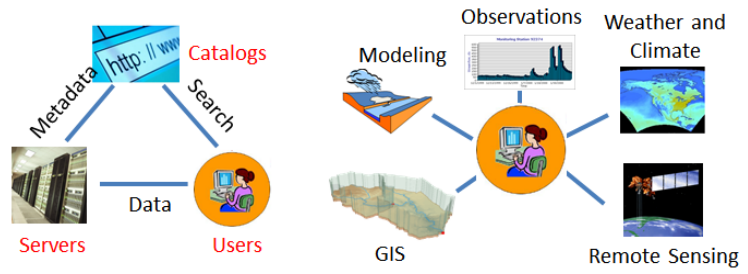 http://www
Catalogs
Metadata
Search
Data
Servers
Users
Observations
Modeling
Weather and
Climate
GIS
Remote Sensing